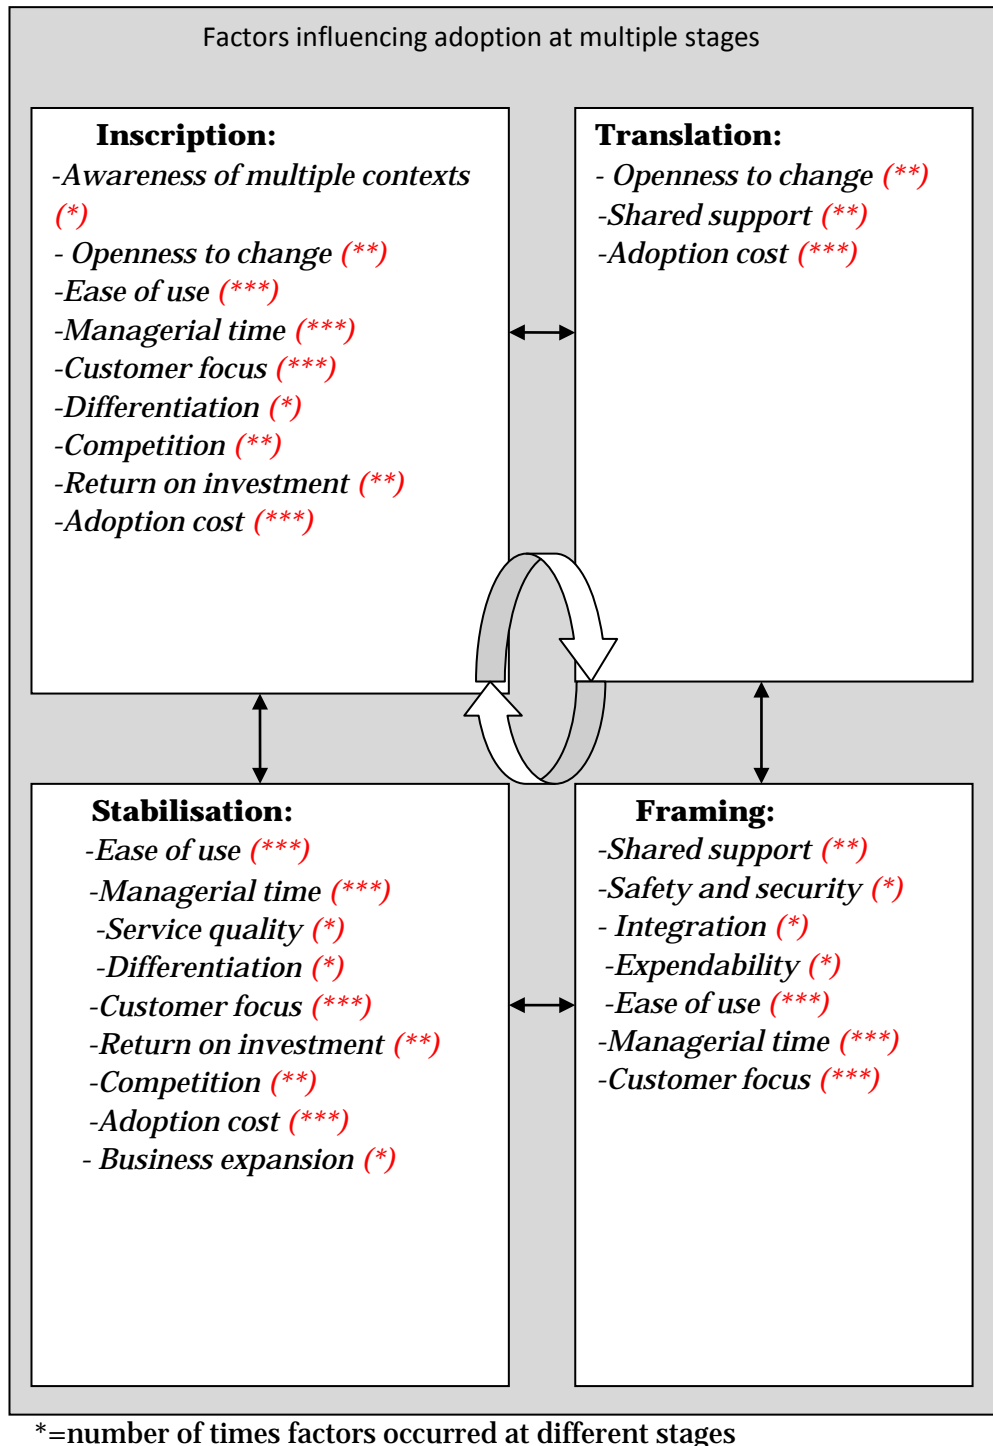 Factors influencing adoption at multiple stages
Inscription:
-Awareness of multiple contexts
(*)
- Openness to change (**)
-Ease of use (***)
-Managerial time (***)
-Customer focus (***)
-Differentiation (*)
-Competition (**)
-Return on investment (**)
-Adoption cost (***)
Translation:
- Openness to change (**)
-Shared support (**)
-Adoption cost (***)
Stabilisation:
-Ease of use (***)
-Managerial time (***)
-Service quality (*)
-Differentiation (*)
-Customer focus (***)
-Return on investment (**)
-Competition (**)
-Adoption cost (***)
- Business expansion (*)
Framing:
-Shared support (**)
-Safety and security (*)
- Integration (*)
-Expendability (*)
-Ease of use (***)
-Managerial time (***)
-Customer focus (***)
*=number of times factors occurred at different stages